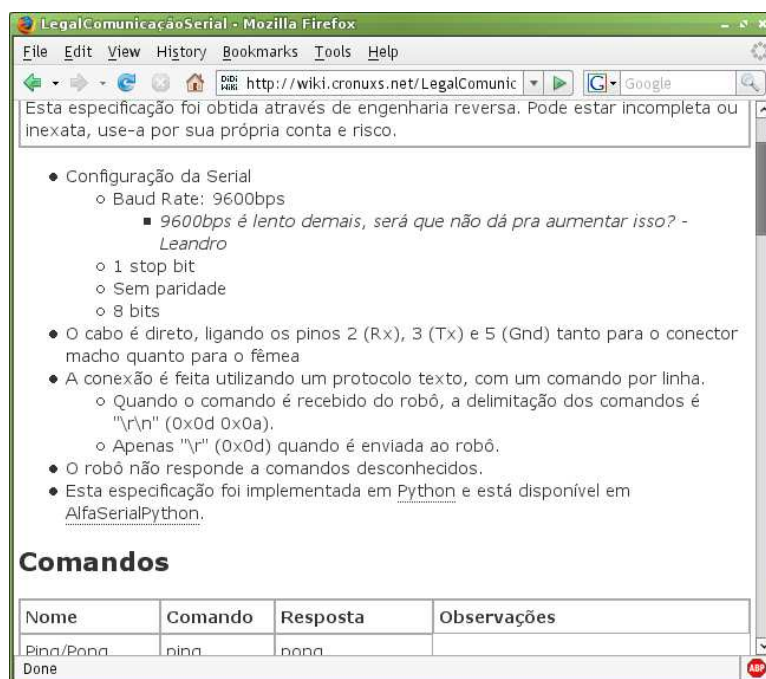 LegalComunicaçãoSerial - Mozilla Firefox
File Edit View History Bookmarks Tools Help
DiDi Wiki http://wiki.cronuxs.net/LegalComunic G Google
Esta especificação foi obtida através de engenharia reversa. Pode estar incompleta ou
inexata, use-a por sua própria conta e risco.
Configuração da Serial
Baud Rate: 9600bps
9600bps é lento demais, será que não dá pra aumentar isso? -
Leandro
1 stop bit
Sem paridade
8 bits
O cabo é direto, ligando os pinos 2 (Rx), 3 (Tx) e 5 (Gnd) tanto para o conector
macho quanto para o fêmea
A conexão é feita utilizando um protocolo texto, com um comando por linha.
Quando o comando é recebido do robô, a delimitação dos comandos é
"\r\n" (0x0d 0x0a).
Apenas "\r" (0x0d) quando é enviada ao robô.
O robô não responde a comandos desconhecidos.
Esta especificação foi implementada em Python e está disponível em
AlfaSerialPython.
Comandos
Nome Comando Resposta Observações
Ping/Pong ping pong
Done ABP